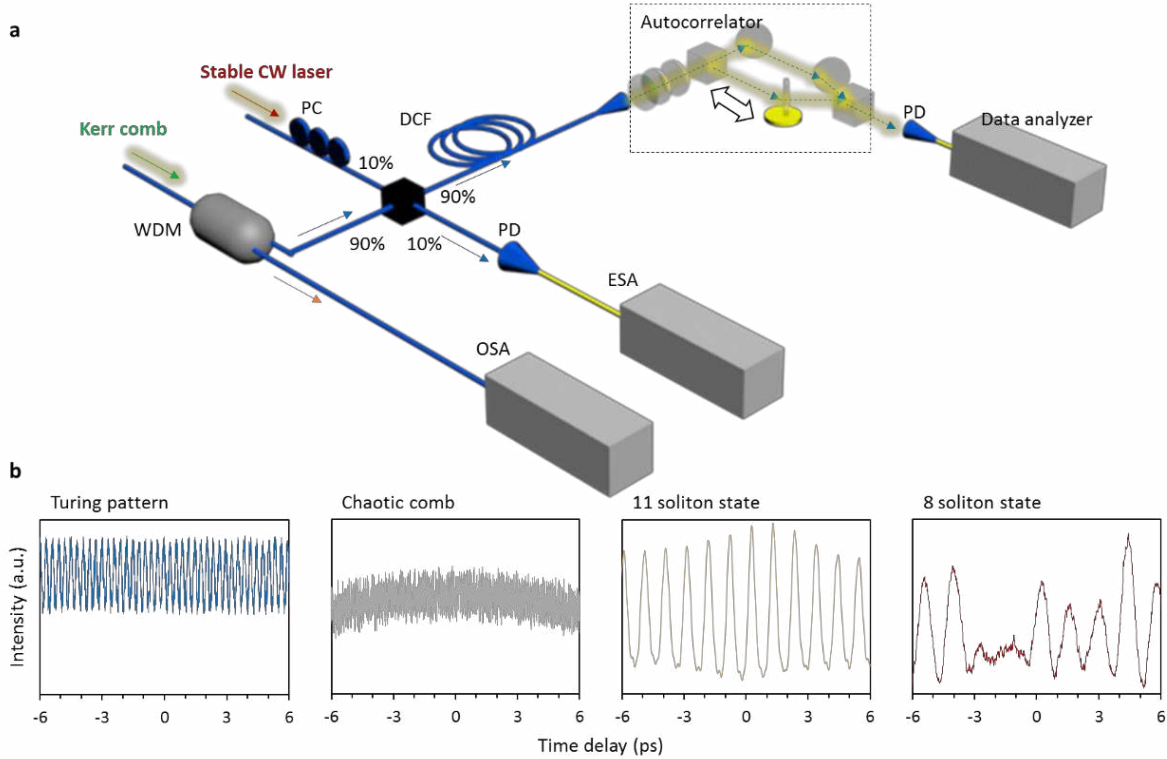 a
Autocorrelator
Stable CW laser
PC
DCF
PD
Data analyzer
Kerr comb
10%
90%
WDM
90%
10%
PD
ESA
OSA
b
Turing pattern
Chaotic comb
11 soliton state
8 soliton state
Intensity (a.u.)
-6 -3 0 3 6
-6 -3 0 3 6
-6 -3 0 3 6
-6 -3 0 3 6
Time delay (ps)